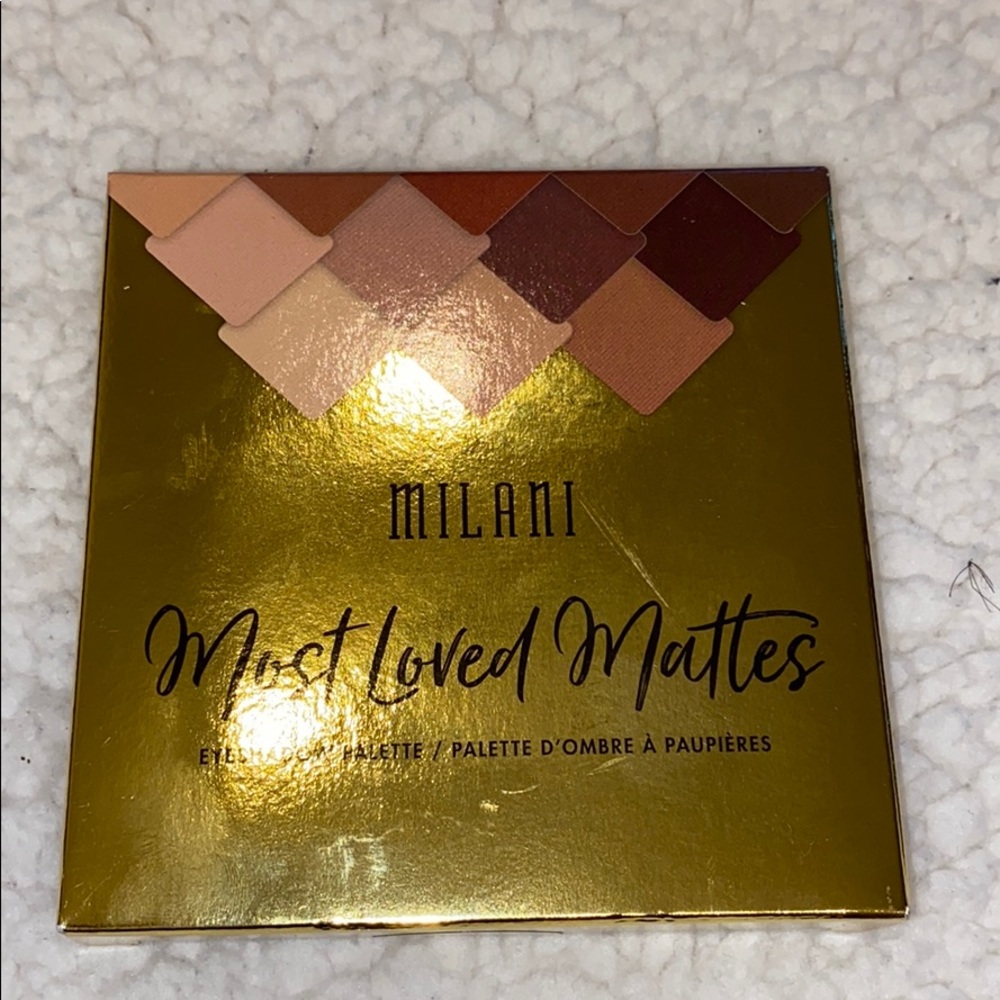 MILANI
Most Loved Mattes
EYESHADOW PALETTE / PALETTE D'OMBRE À PAUPIÈRES